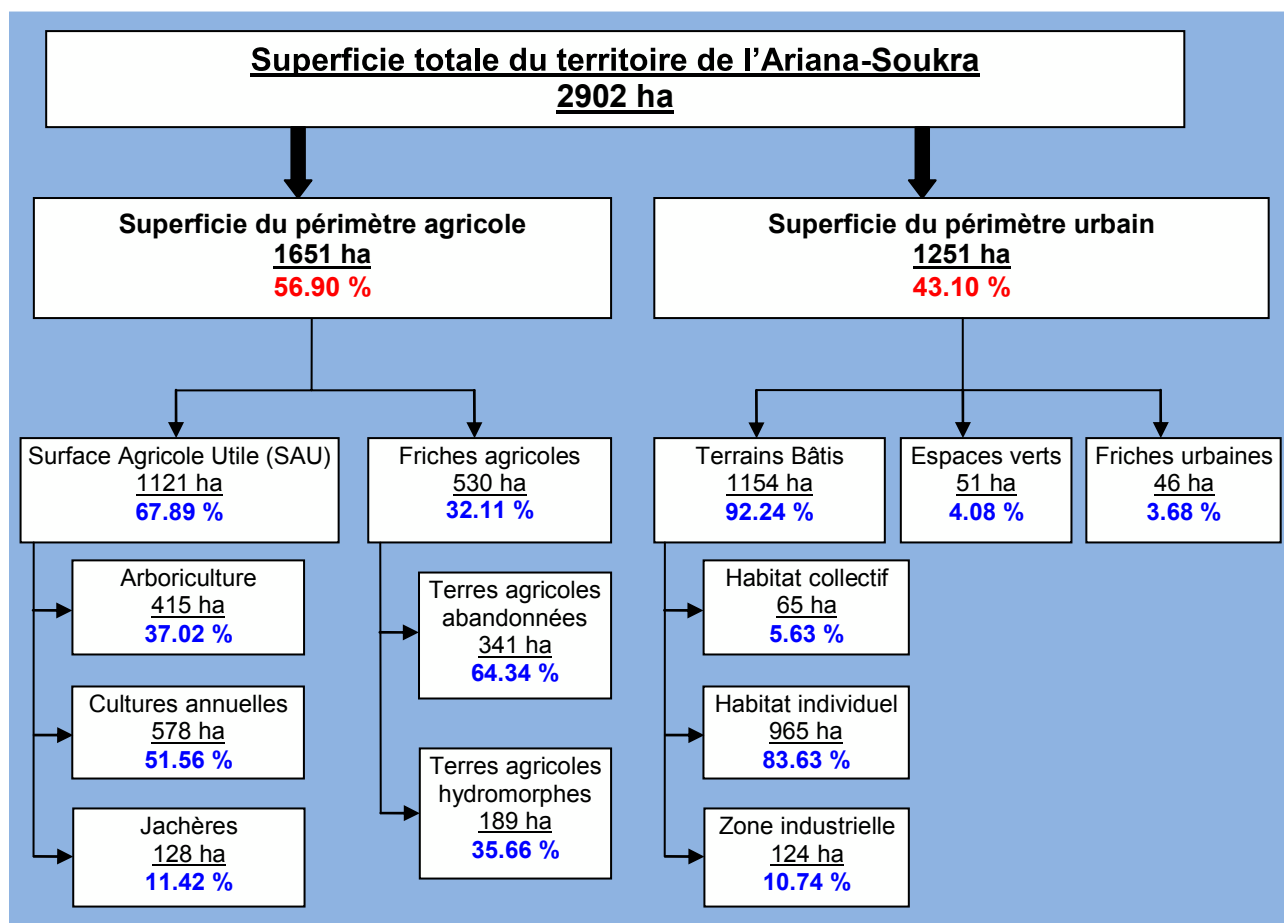 Superficie totale du territoire de l'Ariana-Soukra
2902 ha
Superficie du périmètre agricole
1651 ha
56.90 %
Superficie du périmètre urbain
1251 ha
43.10 %
Surface Agricole Utile (SAU)
1121 ha
67.89 %
Friches agricoles
530 ha
32.11 %
Terrains Bâtis
1154 ha
92.24 %
Espaces verts
51 ha
4.08 %
Friches urbaines
46 ha
3.68 %
Arboriculture
415 ha
37.02 %
Cultures annuelles
578 ha
51.56 %
Jachères
128 ha
11.42 %
Terres agricoles
abandonnées
341 ha
64.34 %
Terres agricoles
hydromorphes
189 ha
35.66 %
Habitat collectif
65 ha
5.63 %
Habitat individuel
965 ha
83.63 %
Zone industrielle
124 ha
10.74 %